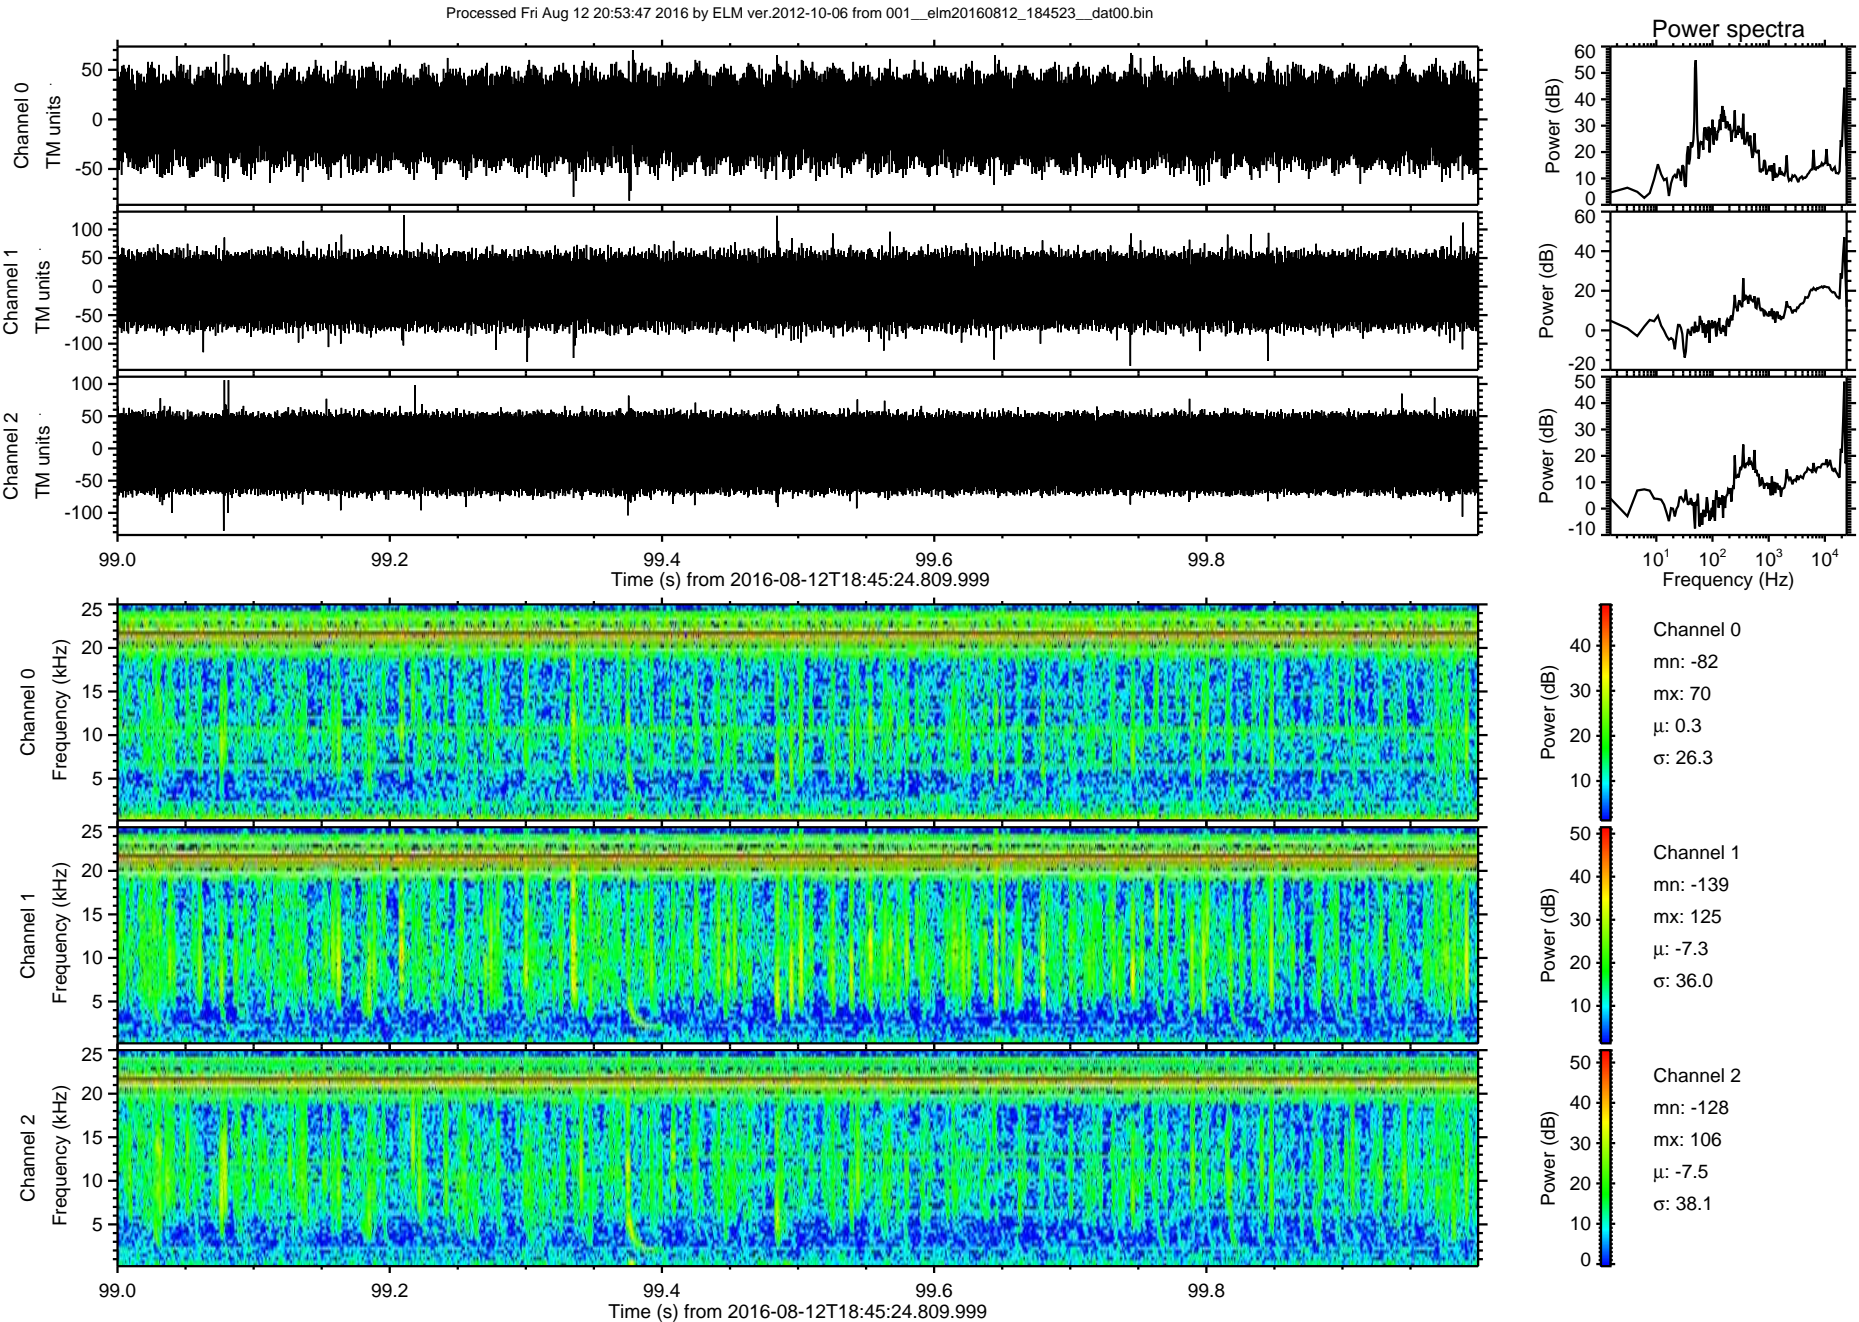 Processed Fri Aug 12 20:53:47 2016 by ELM ver.2012-10-06 from 001__elm20160812_184523__dat00.bin
Power spectra
Channel 0
TM units
50
0
-50
Power (dB)
60
50
40
30
20
10
0
Channel 1
TM units
100
50
0
-50
-100
Power (dB)
60
40
20
0
-20
Channel 2
TM units
100
50
0
-50
-100
Power (dB)
50
40
30
20
10
0
-10
99.0 99.2 99.4 99.6 99.8
Time (s) from 2016-08-12T18:45:24.809.999
10^1 10^2 10^3 10^4
Frequency (Hz)
Channel 0
Frequency (kHz)
25
20
15
10
5
Power (dB)
40
30
20
10
Channel 0
mn: -82
mx: 70
μ: 0.3
σ: 26.3
Channel 1
Frequency (kHz)
25
20
15
10
5
Power (dB)
50
40
30
20
10
Channel 1
mn: -139
mx: 125
μ: -7.3
σ: 36.0
Channel 2
Frequency (kHz)
25
20
15
10
5
Power (dB)
50
40
30
20
10
0
Channel 2
mn: -128
mx: 106
μ: -7.5
σ: 38.1
99.0 99.2 99.4 99.6 99.8
Time (s) from 2016-08-12T18:45:24.809.999